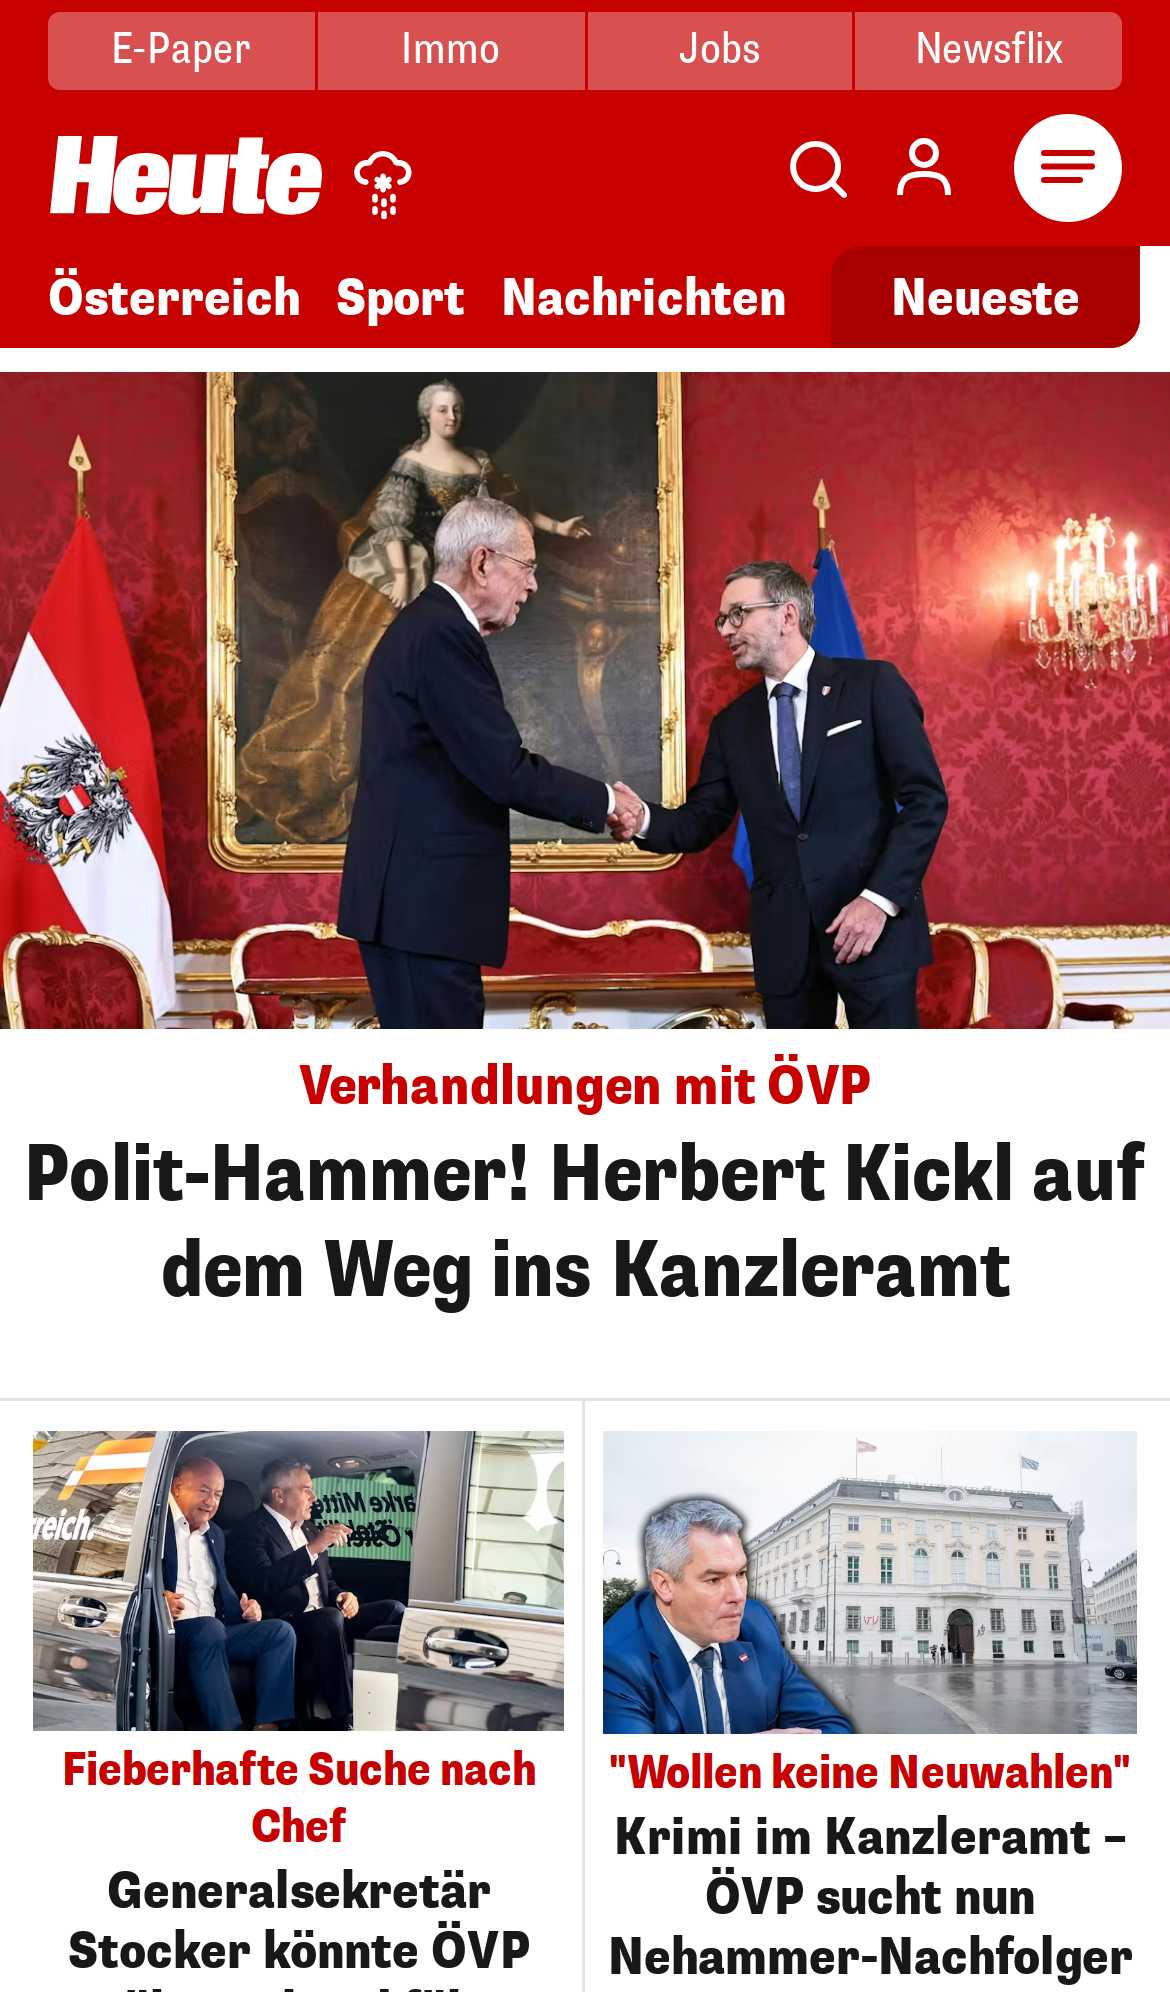 E-Paper
Immo
Jobs
Newsflix
Heute
Österreich
Sport
Nachrichten
Neueste
Verhandlungen mit ÖVP
Polit-Hammer! Herbert Kickl auf
dem Weg ins Kanzleramt
reich.
Fieberhafte Suche nach
Chef
Generalsekretär
Stocker könnte ÖVP
"Wollen keine Neuwahlen"
Krimi im Kanzleramt –
ÖVP sucht nun
Nehammer-Nachfolger